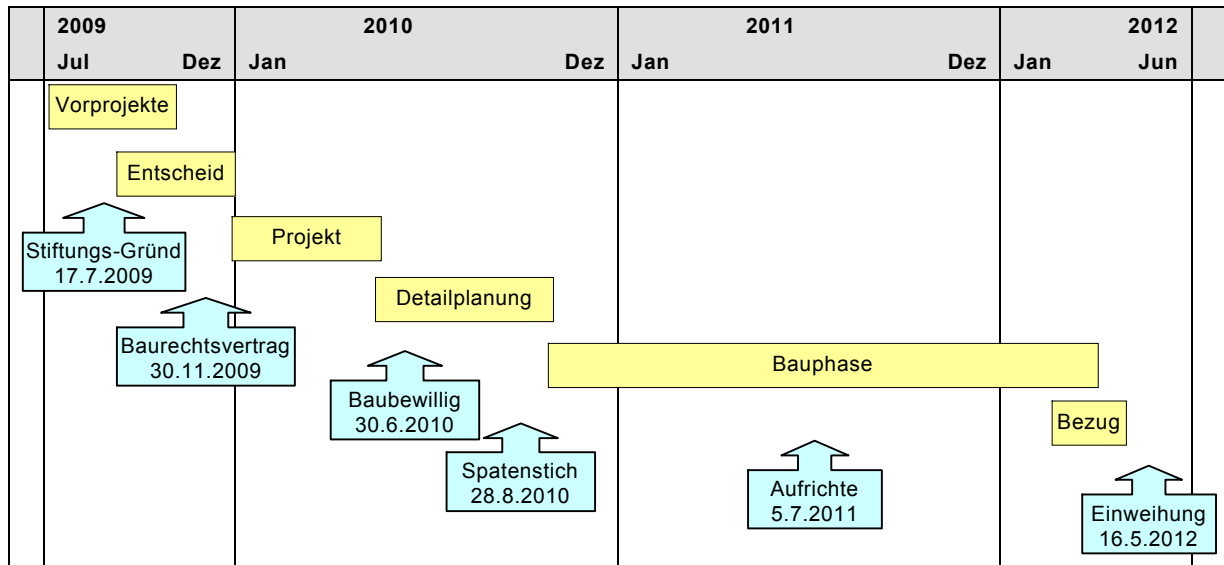 2009 2010 2011 2012
Jul Dez Jan Dez Jan Dez Jan Jun
Vorprojekte
Entscheid
Projekt
Stiftungs-Gründ
17.7.2009
Detailplanung
Baurechtsvertrag
30.11.2009
Bauphase
Baubewillig
30.6.2010
Bezug
Spatenstich
28.8.2010
Aufrichte
5.7.2011
Einweihung
16.5.2012